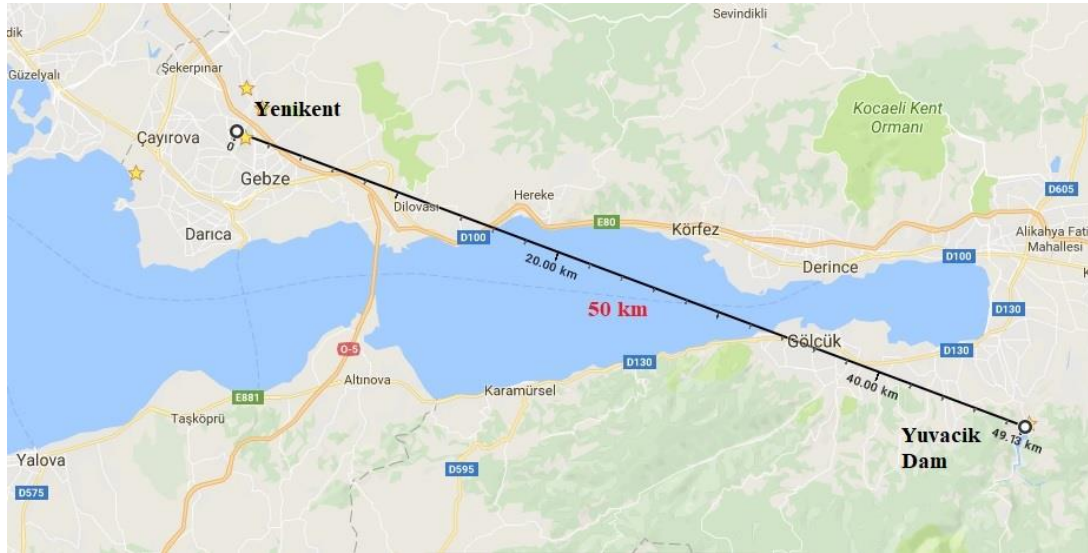 Sevindikli
dik
Güzelyalı
Şekerpınar
Yenikent
0
Çayırova
Kocaeli Kent
Ormanı
Gebze
D605
Dilovası
Hereke
E80
Körfez
Darıca
D100
Alikahya Fati
Mahallesi
D100
K
Derince
20.00 km
50 km
D130
O-5
Gölcük
D130
D130
Altınova
40.00 km
Karamürsel
E881
Taşköprü
Yuvacik
Dam
49.13 km
Yalova
D595
D575